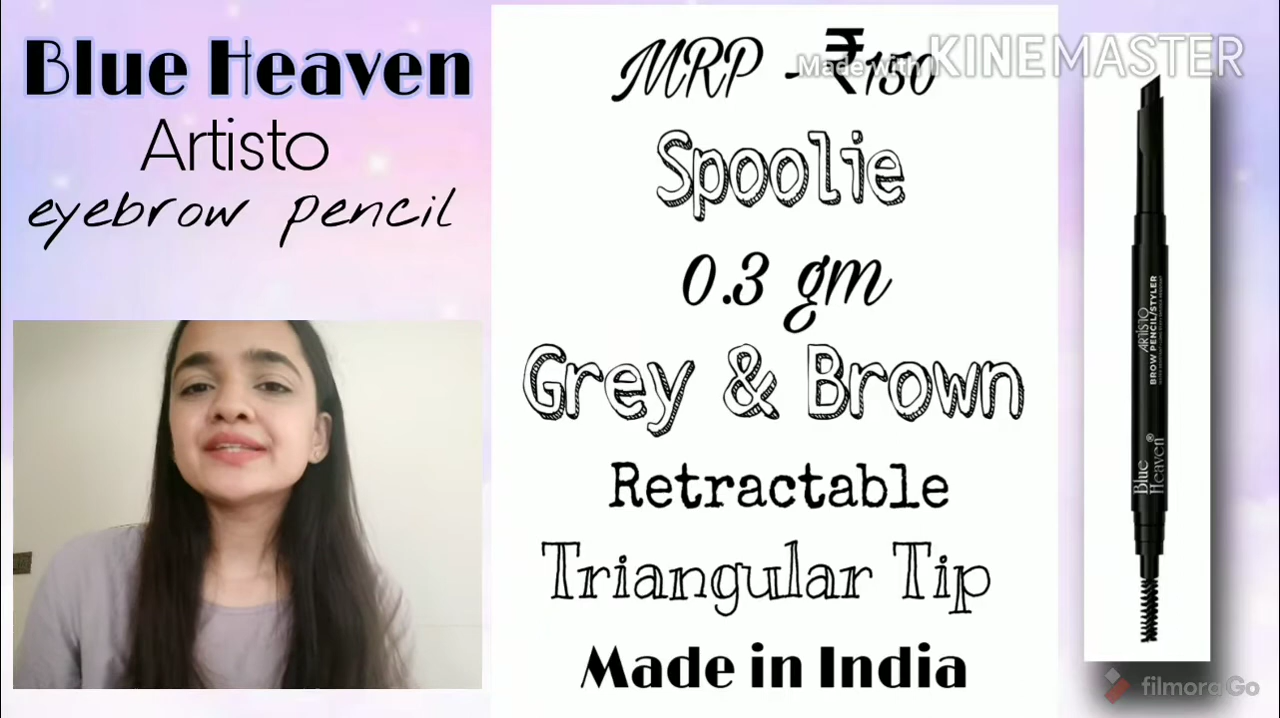 Blue Heaven
Artisto
eyebrow pencil
MRP - ₹150
Made with KINEMASTER
Spoolie
0.3 gm
Grey & Brown
Retractable
Triangular Tip
Made in India
ARTISTO
BROW PENCIL/STYLER
Blue
Heaven®
filmora Go